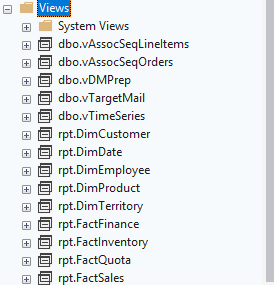 Views
System Views
dbo.vAssocSeqLineItems
dbo.vAssocSeqOrders
dbo.vDMPrep
dbo.vTargetMail
dbo.vTimeSeries
rpt.DimCustomer
rpt.DimDate
rpt.DimEmployee
rpt.DimProduct
rpt.DimTerritory
rpt.FactFinance
rpt.FactInventory
rpt.FactQuota
rpt.FactSales